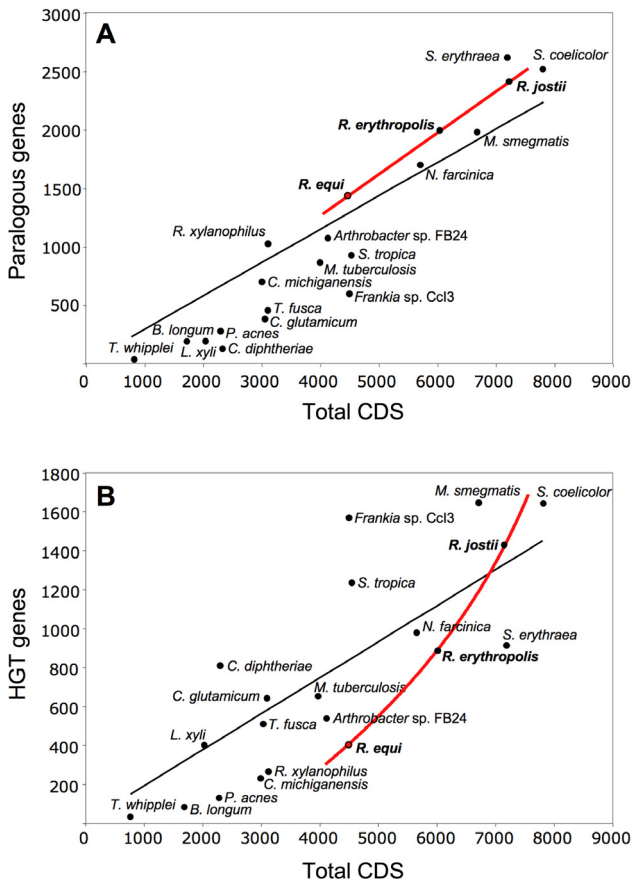 A
Paralogous genes
3000
2500
2000
1500
1000
500
S. erythraea
S. coelicolor
R. jostii
R. erythropolis
M. smegmatis
N. farcinica
R. equi
R. xylanophilus
Arthrobacter sp. FB24
S. tropica
M. tuberculosis
C. michiganensis
Frankia sp. CcI3
T. fusca
C. glutamicum
B. longum
P. acnes
T. whipplei
L. xyli
C. diphtheriae
0 1000 2000 3000 4000 5000 6000 7000 8000 9000
Total CDS
B
HGT genes
1800
1600
1400
1200
1000
800
600
400
200
M. smegmatis
S. coelicolor
Frankia sp. CcI3
R. jostii
S. tropica
N. farcinica
S. erythraea
R. erythropolis
C. diphtheriae
M. tuberculosis
C. glutamicum
Arthrobacter sp. FB24
T. fusca
L. xyli
R. equi
R. xylanophilus
C. michiganensis
P. acnes
T. whipplei
B. longum
0 1000 2000 3000 4000 5000 6000 7000 8000 9000
Total CDS